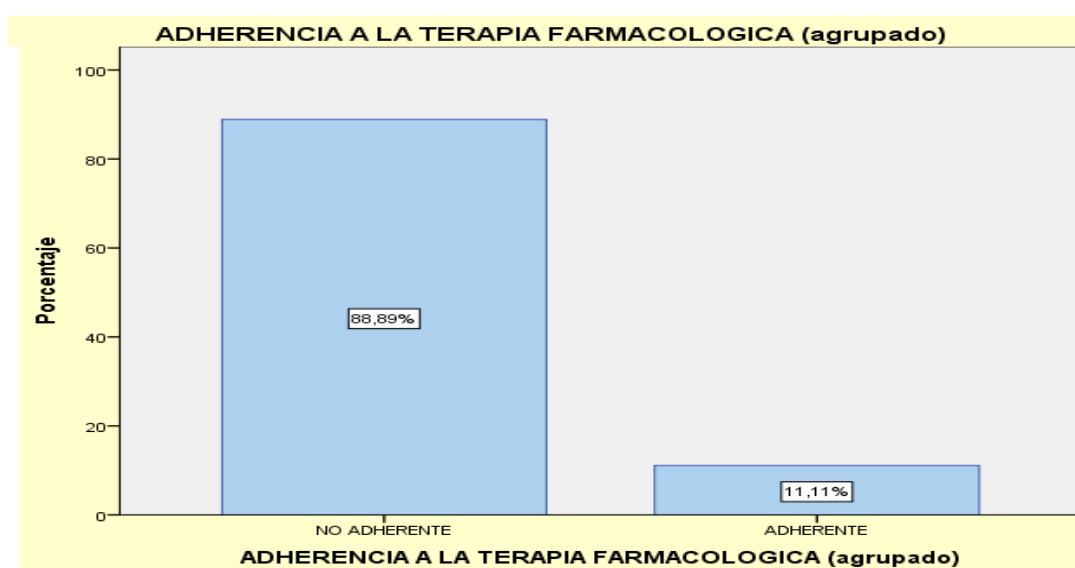 ADHERENCIA A LA TERAPIA FARMACOLOGICA (agrupado)
100
80
60
40
20
0
Porcentaje
88,89%
11,11%
NO ADHERENTE
ADHERENTE
ADHERENCIA A LA TERAPIA FARMACOLOGICA (agrupado)